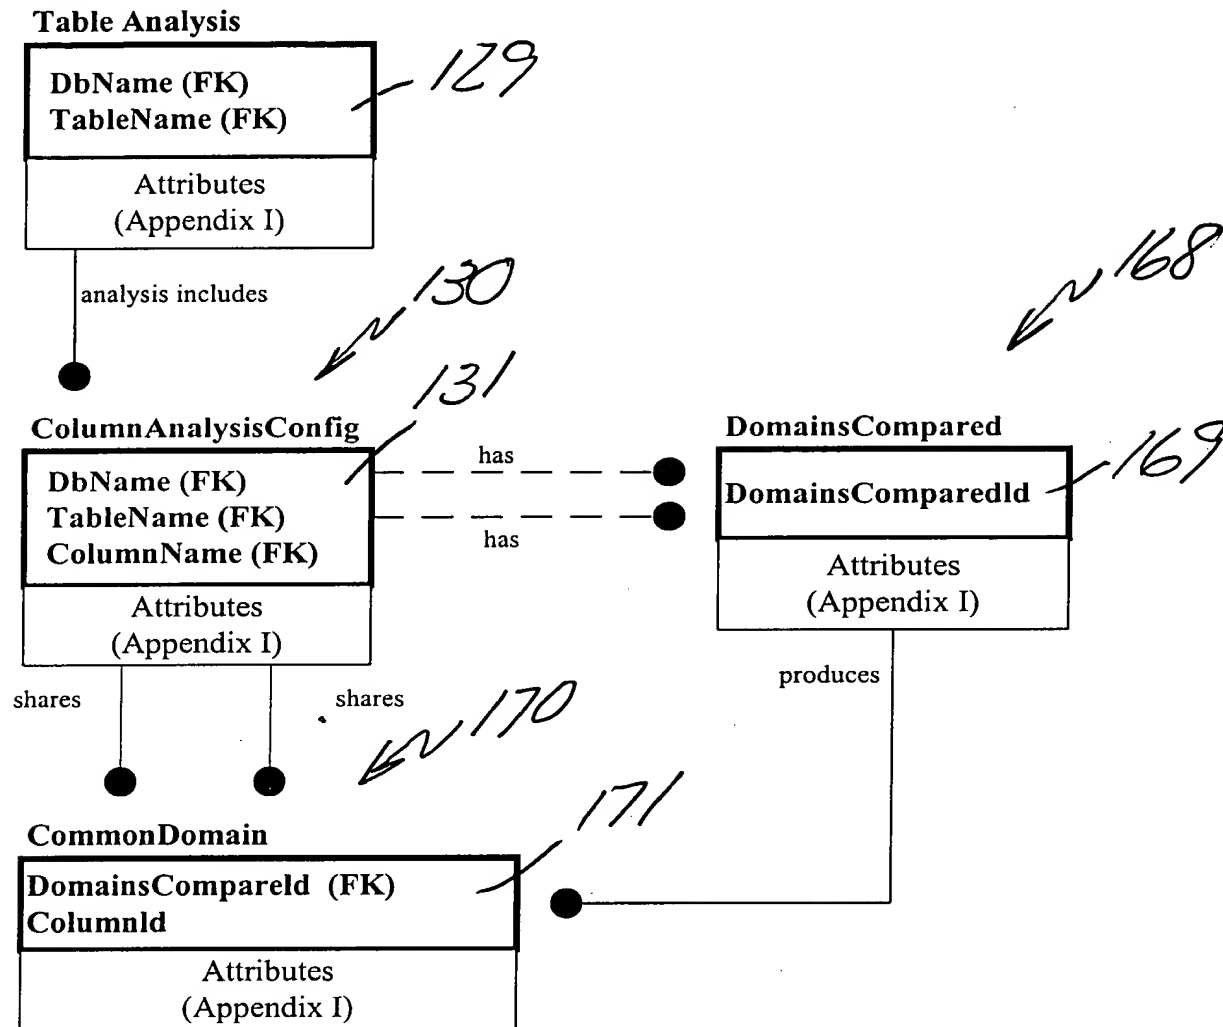 Table Analysis
DbName (FK)
TableName (FK)
129
Attributes
(Appendix I)
analysis includes
130
168
131
ColumnAnalysisConfig
DbName (FK)
TableName (FK)
ColumnName (FK)
Attributes
(Appendix I)
has
has
DomainsCompared
DomainsComparedId
169
Attributes
(Appendix I)
shares
shares
produces
170
171
CommonDomain
DomainsCompareId (FK)
ColumnId
Attributes
(Appendix I)